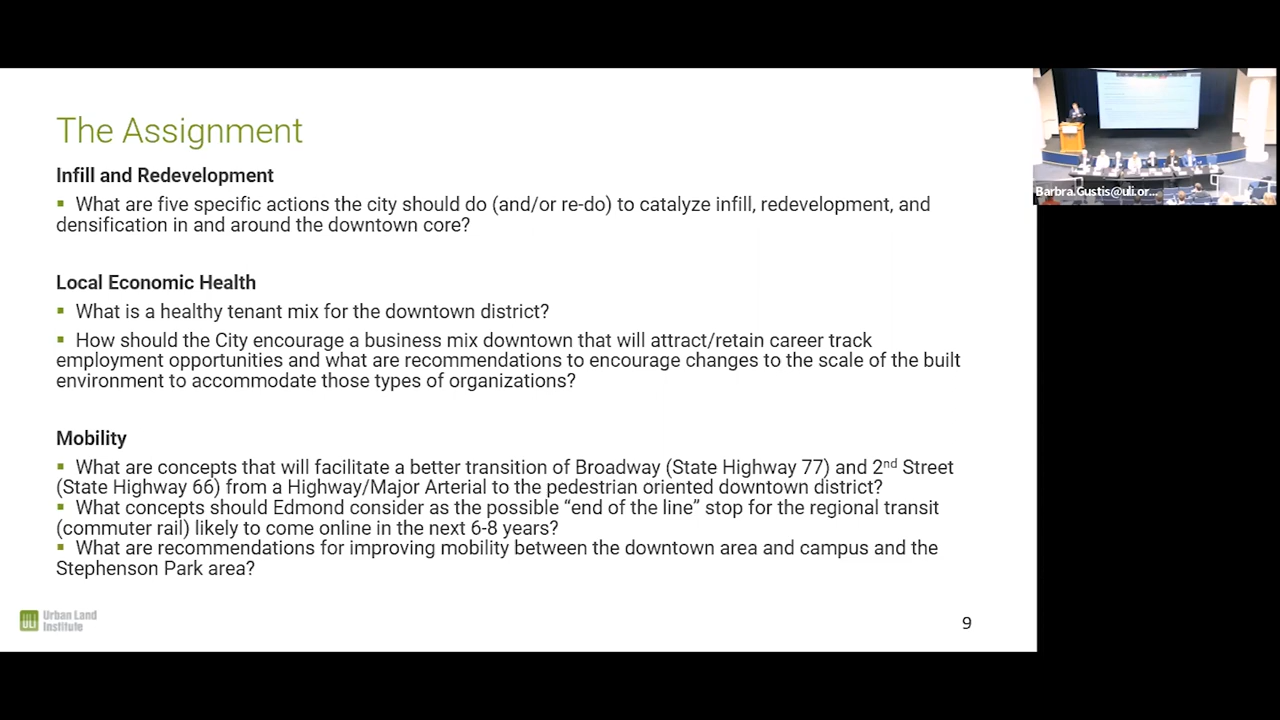 The Assignment
Infill and Redevelopment
▪ What are five specific actions the city should do (and/or re-do) to catalyze infill, redevelopment, and
densification in and around the downtown core?
Local Economic Health
▪ What is a healthy tenant mix for the downtown district?
▪ How should the City encourage a business mix downtown that will attract/retain career track
employment opportunities and what are recommendations to encourage changes to the scale of the built
environment to accommodate those types of organizations?
Mobility
▪ What are concepts that will facilitate a better transition of Broadway (State Highway 77) and 2nd Street
(State Highway 66) from a Highway/Major Arterial to the pedestrian oriented downtown district?
▪ What concepts should Edmond consider as the possible “end of the line” stop for the regional transit
(commuter rail) likely to come online in the next 6-8 years?
▪ What are recommendations for improving mobility between the downtown area and campus and the
Stephenson Park area?
ULI Urban Land
Institute
9
Barbra.Gustis@uli.or...